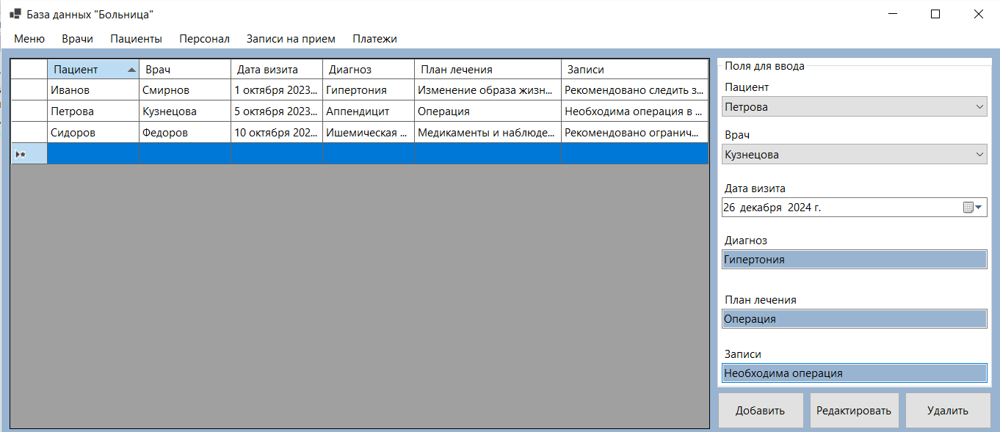 База данных "Больница"
Меню Врачи Пациенты Персонал Записи на прием Платежи
Пациент Врач Дата визита Диагноз План лечения Записи
Иванов Смирнов 1 октября 2023... Гипертония Изменение образа жизн... Рекомендовано следить з...
Петрова Кузнецова 5 октября 2023... Аппендицит Операция Необходима операция в ...
Сидоров Федоров 10 октября 202... Ишемическая ... Медикаменты и наблюде... Рекомендовано огранич...
Поля для ввода
Пациент
Петрова
Врач
Кузнецова
Дата визита
26 декабря 2024 г.
Диагноз
Гипертония
План лечения
Операция
Записи
Необходима операция
Добавить Редактировать Удалить